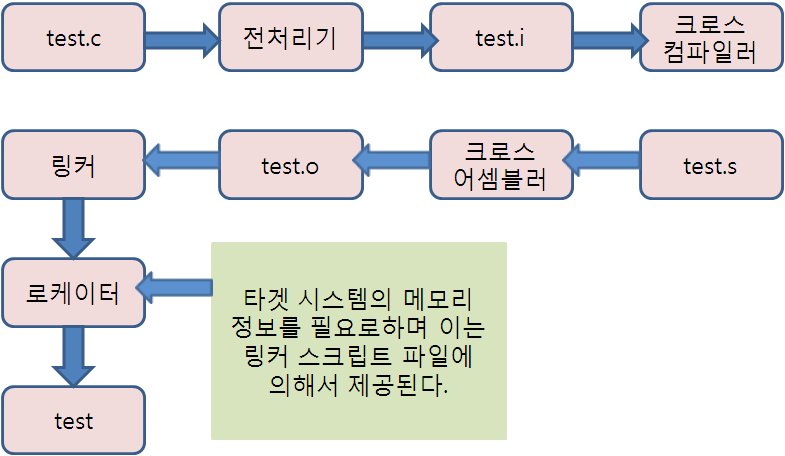 test.c
전처리기
test.i
크로스
컴파일러
링커
test.o
크로스
어셈블러
test.s
로케이터
타겟 시스템의 메모리
정보를 필요로하며 이는
링커 스크립트 파일에
의해서 제공된다.
test